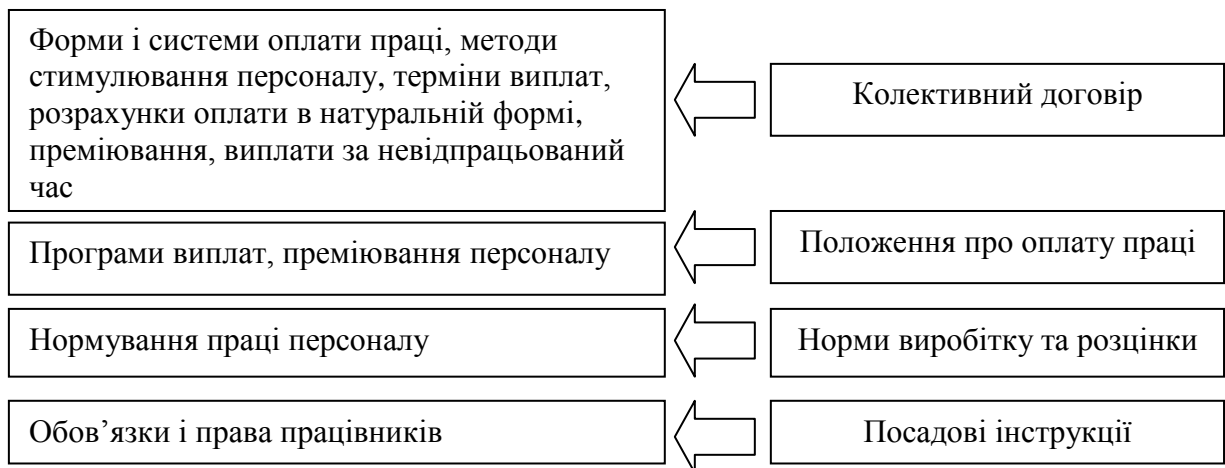 Форми і системи оплати праці, методи
стимулювання персоналу, терміни виплат,
розрахунки оплати в натуральній формі,
преміювання, виплати за невідпрацьований
час
Колективний договір
Програми виплат, преміювання персоналу
Положення про оплату праці
Нормування праці персоналу
Норми виробітку та розцінки
Обов’язки і права працівників
Посадові інструкції